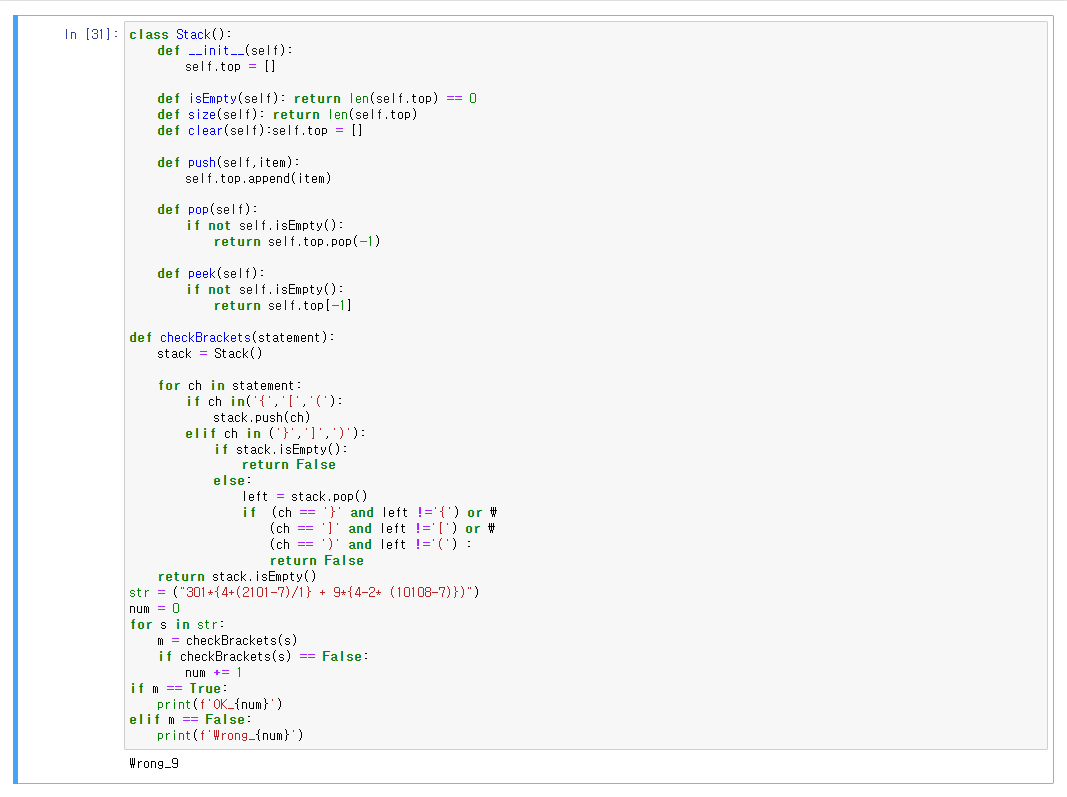 In [31]:
class Stack():
    def __init__(self):
        self.top = []

    def isEmpty(self): return len(self.top) == 0
    def size(self): return len(self.top)
    def clear(self):self.top = []

    def push(self,item):
        self.top.append(item)

    def pop(self):
        if not self.isEmpty():
            return self.top.pop(-1)

    def peek(self):
        if not self.isEmpty():
            return self.top[-1]

def checkBrackets(statement):
    stack = Stack()

    for ch in statement:
        if ch in('{','[','('):
            stack.push(ch)
        elif ch in ('}',']',')'):
            if stack.isEmpty():
                return False
            else:
                left = stack.pop()
                if  (ch == '}' and left !='{') or ₩
                    (ch == ']' and left !='[') or ₩
                    (ch == ')' and left !='(') :
                    return False
    return stack.isEmpty()
str = ("301*{4+(2101-7)/1} + 9*{4-2* (10108-7)})")
num = 0
for s in str:
    m = checkBrackets(s)
    if checkBrackets(s) == False:
        num += 1
if m == True:
    print(f'OK_{num}')
elif m == False:
    print(f'Wrong_{num}')
Wrong_9